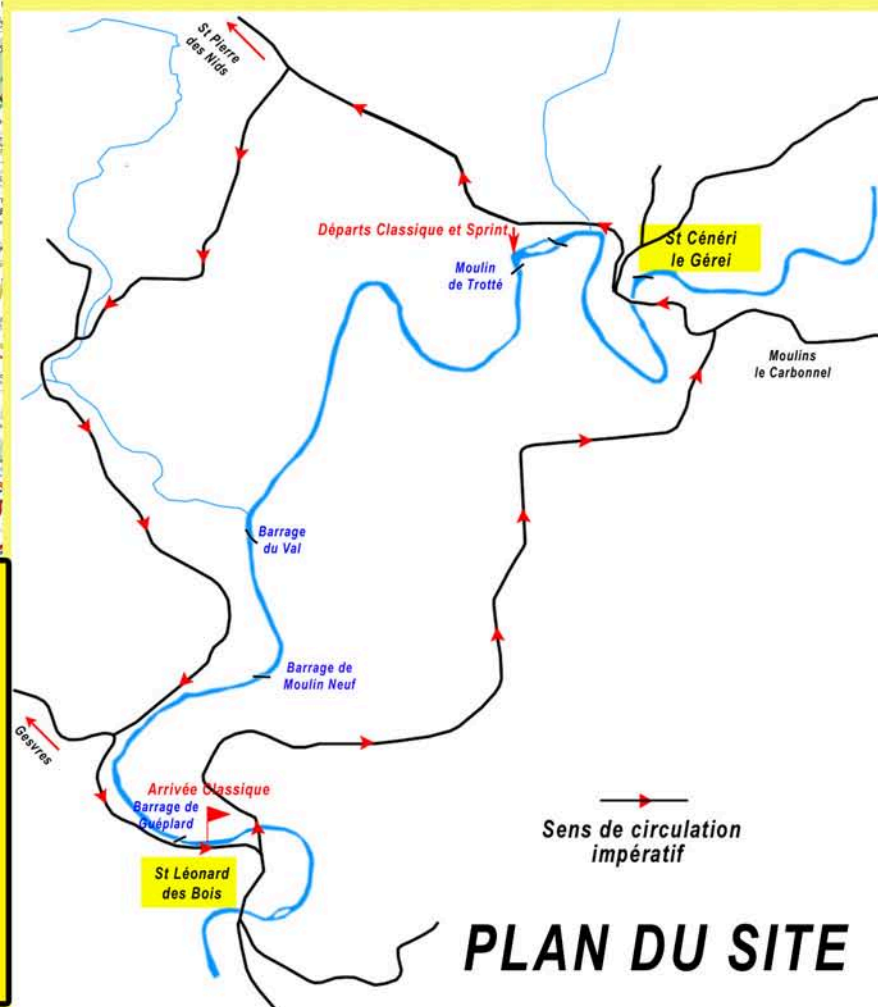 St Pierre
des Nids
Départs Classique et Sprint
St Cénéri
le Gérei
Moulin
de Trotté
Moulins
le Carbonnel
Barrage
du Val
Barrage de
Moulin Neuf
Gesvres
Arrivée Classique
Barrage de
Guéplard
St Léonard
des Bois
Sens de circulation
impératif
PLAN DU SITE